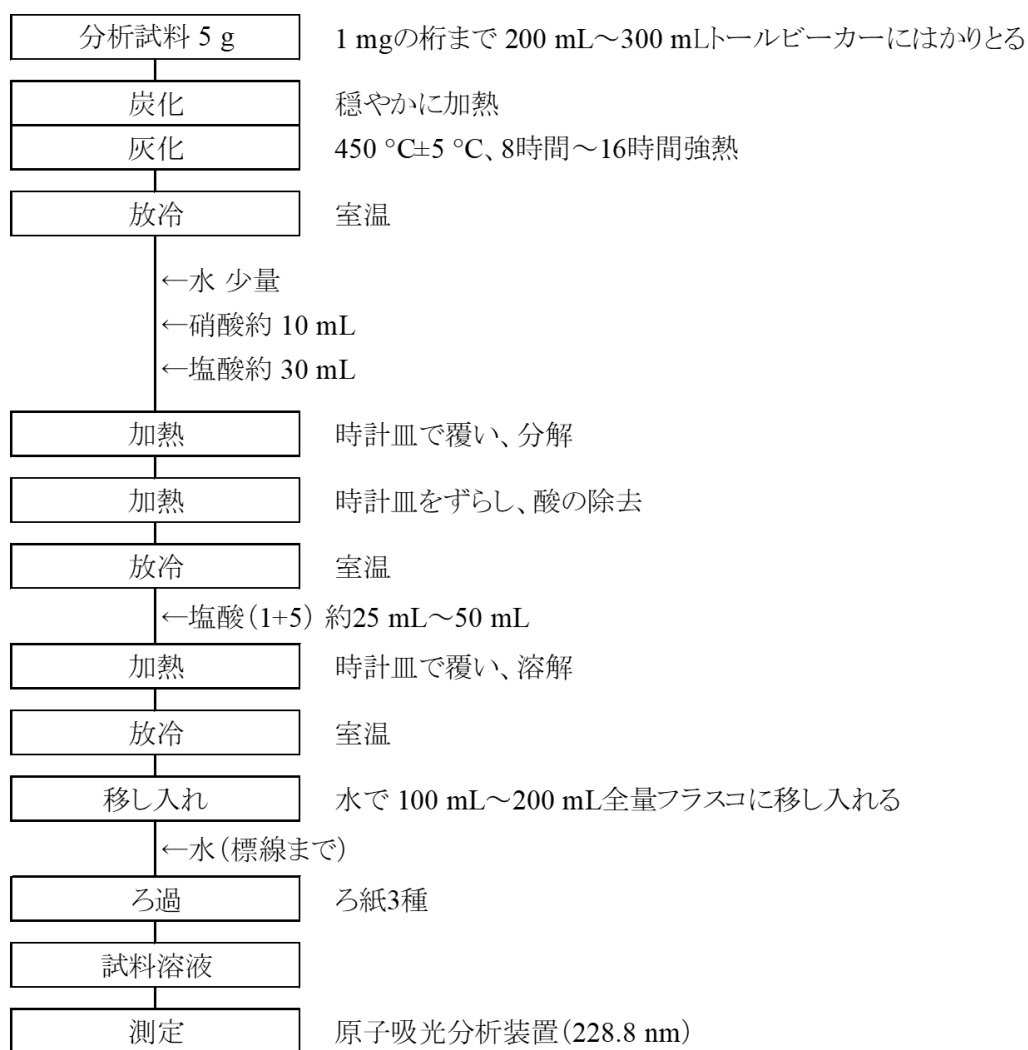 分析試料 5 g 1 mgの桁まで 200 mL～300 mLトールビーカーにはかりとる
炭化 穏やかに加熱
灰化 450 °C±5 °C、8時間～16時間強熱
放冷 室温
←水 少量
←硝酸約 10 mL
←塩酸約 30 mL
加熱 時計皿で覆い、分解
加熱 時計皿をずらし、酸の除去
放冷 室温
←塩酸(1+5) 約25 mL～50 mL
加熱 時計皿で覆い、溶解
放冷 室温
移し入れ 水で 100 mL～200 mL全量フラスコに移し入れる
←水(標線まで)
ろ過 ろ紙3種
試料溶液
測定 原子吸光分析装置(228.8 nm)